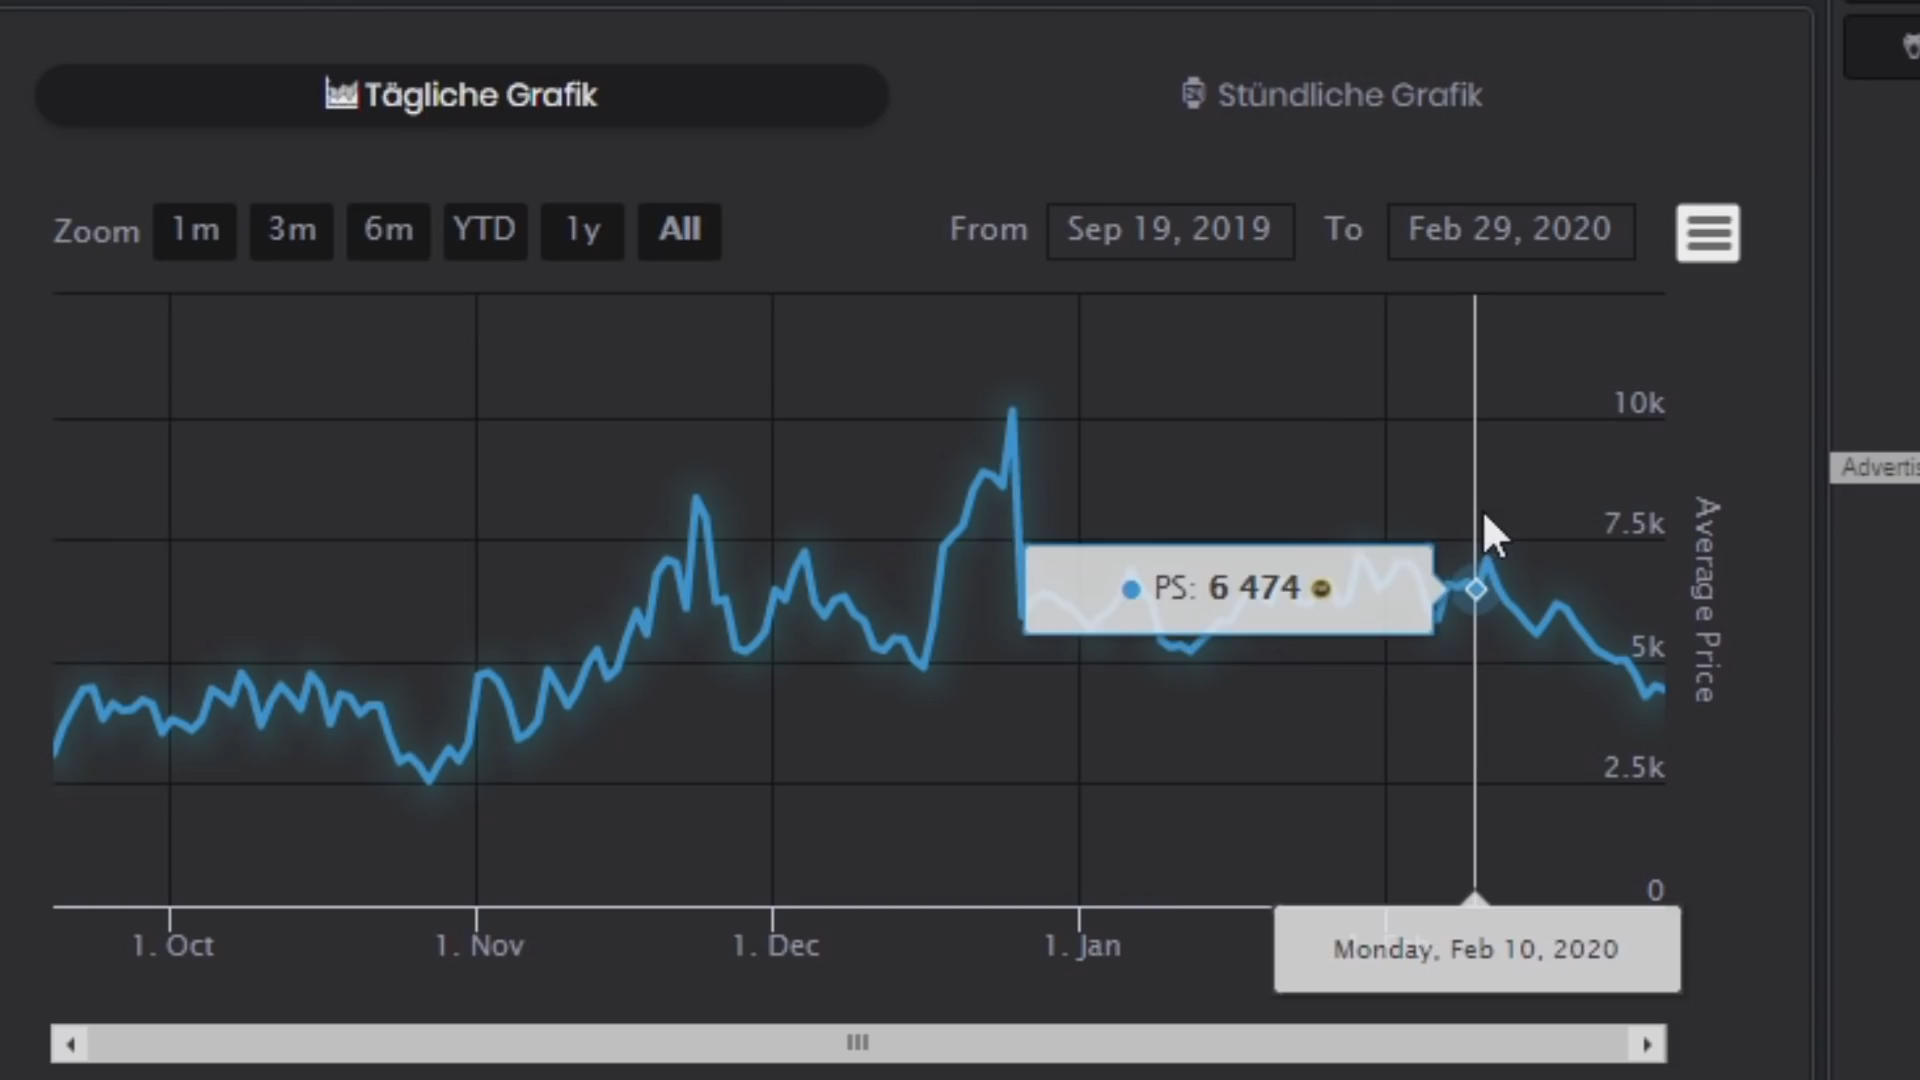 Tägliche Grafik
Stündliche Grafik
Zoom 1m 3m 6m YTD 1y All From Sep 19, 2019 To Feb 29, 2020
10k
Advertis
7.5k
PS: 6 474
5k
Average Price
2.5k
0
1. Oct 1. Nov 1. Dec 1. Jan
Monday, Feb 10, 2020